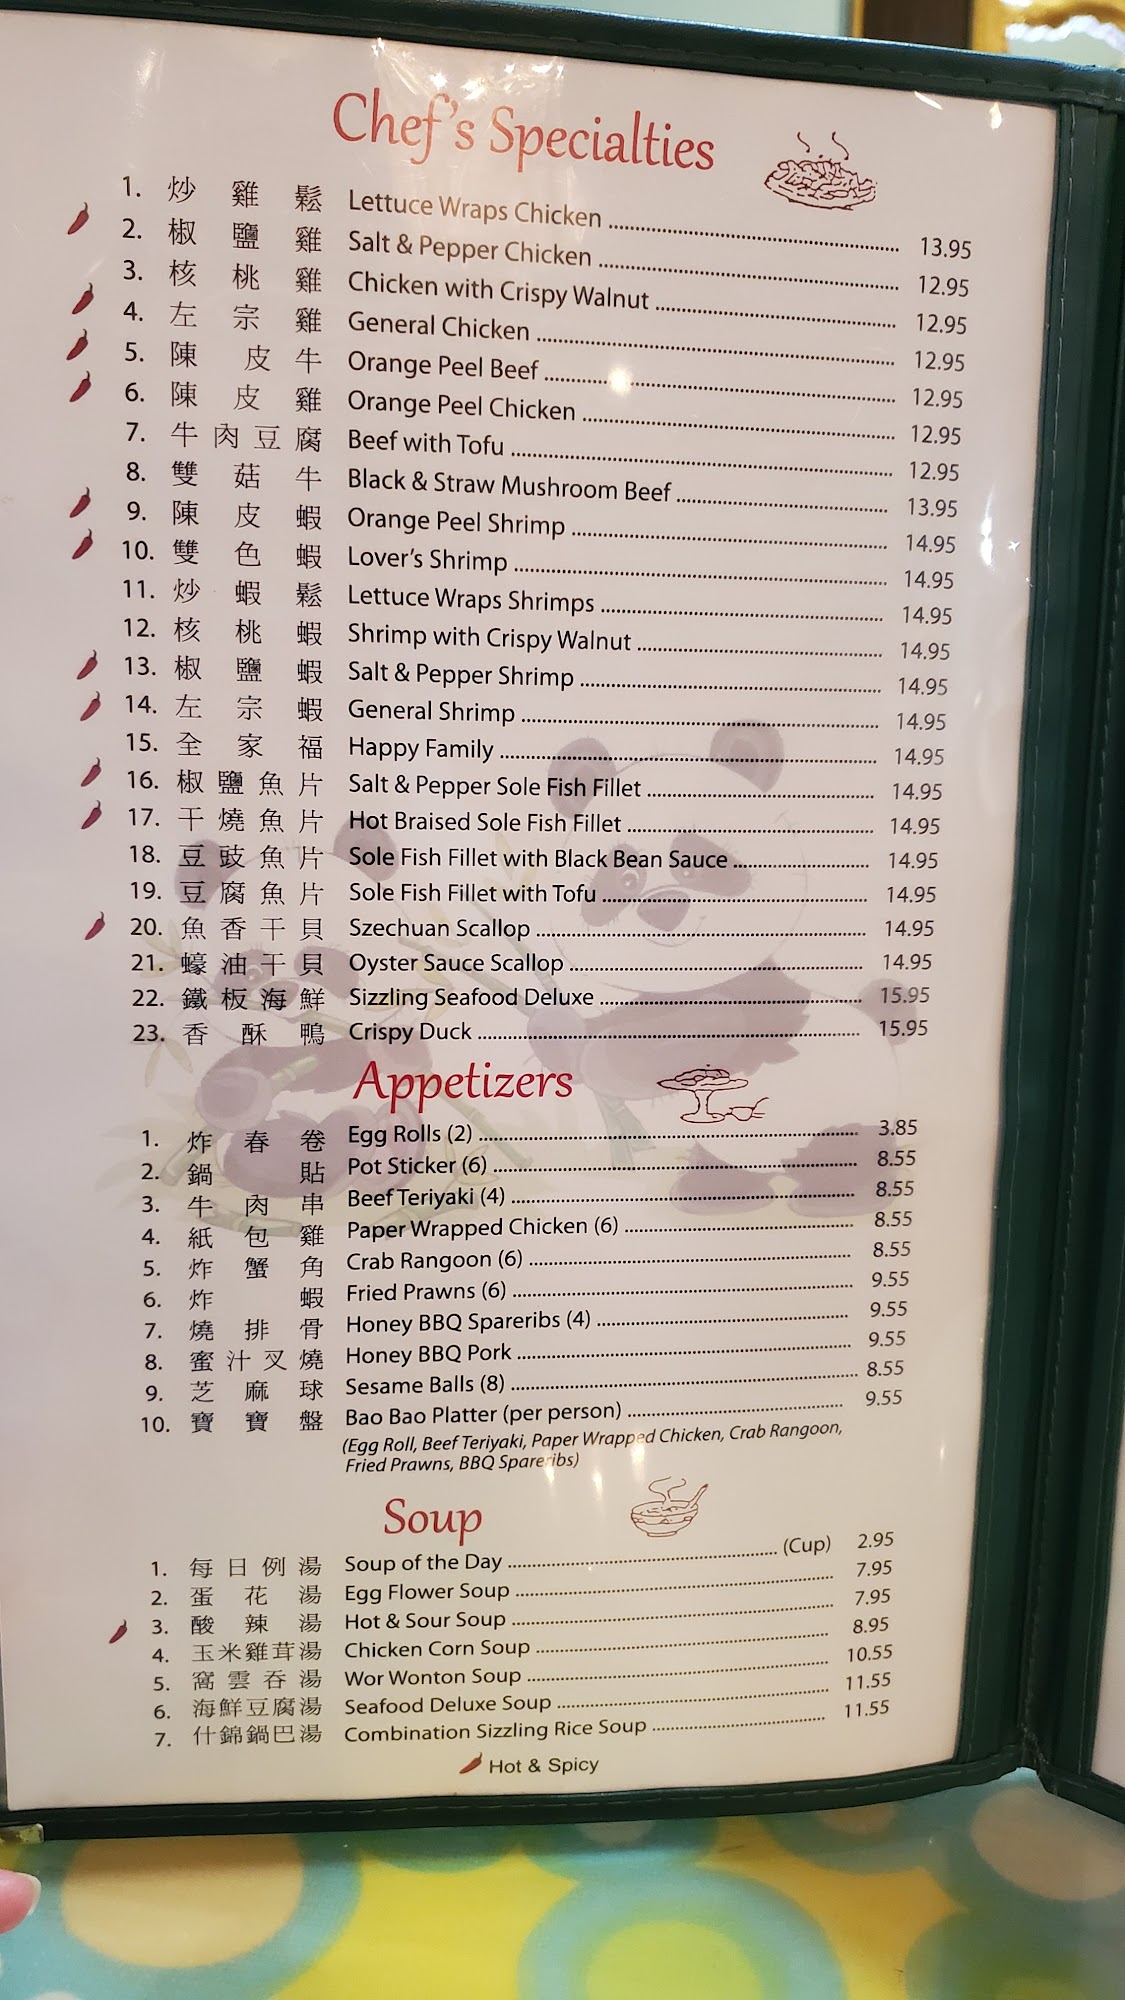 Chef's Specialties
1. 炒雞鬆 Lettuce Wraps Chicken 13.95
2. 椒鹽雞 Salt & Pepper Chicken 12.95
3. 核桃雞 Chicken with Crispy Walnut 12.95
4. 左宗雞 General Chicken 12.95
5. 陳皮牛 Orange Peel Beef 12.95
6. 陳皮雞 Orange Peel Chicken 12.95
7. 牛肉豆腐 Beef with Tofu 12.95
8. 雙菇牛 Black & Straw Mushroom Beef 13.95
9. 陳皮蝦 Orange Peel Shrimp 14.95
10. 雙色蝦 Lover's Shrimp 14.95
11. 炒蝦鬆 Lettuce Wraps Shrimps 14.95
12. 核桃蝦 Shrimp with Crispy Walnut 14.95
13. 椒鹽蝦 Salt & Pepper Shrimp 14.95
14. 左宗蝦 General Shrimp 14.95
15. 全家福 Happy Family 14.95
16. 椒鹽魚片 Salt & Pepper Sole Fish Fillet 14.95
17. 干燒魚片 Hot Braised Sole Fish Fillet 14.95
18. 豆豉魚片 Sole Fish Fillet with Black Bean Sauce 14.95
19. 豆腐魚片 Sole Fish Fillet with Tofu 14.95
20. 魚香干貝 Szechuan Scallop 14.95
21. 蠔油干貝 Oyster Sauce Scallop 14.95
22. 鐵板海鮮 Sizzling Seafood Deluxe 15.95
23. 香酥鴨 Crispy Duck 15.95
Appetizers
1. 炸春卷 Egg Rolls (2) 3.85
2. 鍋貼 Pot Sticker (6) 8.55
3. 牛肉串 Beef Teriyaki (4) 8.55
4. 紙包雞 Paper Wrapped Chicken (6) 8.55
5. 炸蟹角 Crab Rangoon (6) 8.55
6. 炸蝦 Fried Prawns (6) 9.55
7. 燒排骨 Honey BBQ Spareribs (4) 9.55
8. 蜜汁叉燒 Honey BBQ Pork 9.55
9. 芝麻球 Sesame Balls (8) 8.55
10. 寶寶盤 Bao Bao Platter (per person) 9.55
(Egg Roll, Beef Teriyaki, Paper Wrapped Chicken, Crab Rangoon,
Fried Prawns, BBQ Spareribs)
Soup
1. 每日例湯 Soup of the Day (Cup) 2.95
2. 蛋花湯 Egg Flower Soup 7.95
3. 酸辣湯 Hot & Sour Soup 7.95
4. 玉米雞茸湯 Chicken Corn Soup 8.95
5. 窩雲吞湯 Wor Wonton Soup 10.55
6. 海鮮豆腐湯 Seafood Deluxe Soup 11.55
7. 什錦鍋巴湯 Combination Sizzling Rice Soup 11.55
Hot & Spicy